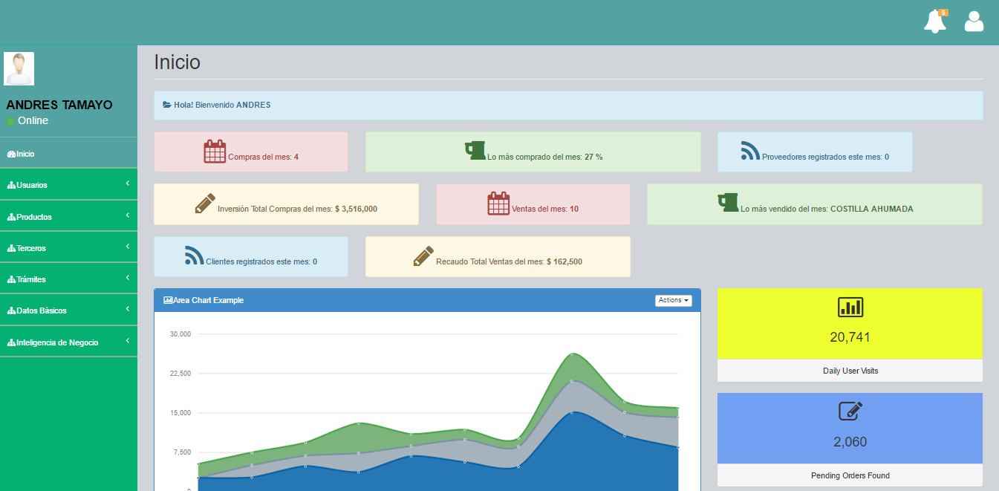 5
ANDRES TAMAYO
Online
Inicio
Usuarios
Productos
Terceros
Trámites
Datos Básicos
Inteligencia de Negocio
Inicio
Hola! Bienvenido ANDRES
Compras del mes: 4
Lo más comprado del mes: 27 %
Proveedores registrados este mes: 0
Inversión Total Compras del mes: $ 3,516,000
Ventas del mes: 10
Lo más vendido del mes: COSTILLA AHUMADA
Clientes registrados este mes: 0
Recaudo Total Ventas del mes: $ 162,500
Area Chart Example
Actions
30,000
22,500
15,000
7,500
0
20,741
Daily User Visits
2,060
Pending Orders Found